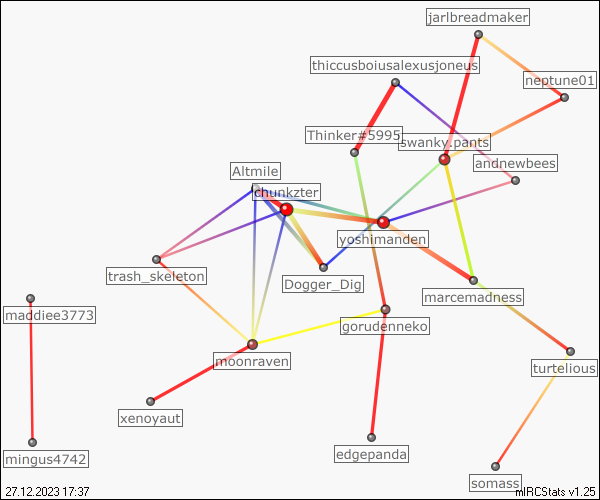 jarlbreadmaker
thiccusboiusalexusjoneus
neptune01
Thinker#5995
swanky.pants
andnewbees
Altmile
chunkzter
yoshimanden
trash_skeleton
Dogger_Dig
marcemadness
maddiee3773
gorudenneko
moonraven
turtelious
xenoyaut
edgepanda
mingus4742
somass
27.12.2023 17:37
mIRCStats v1.25